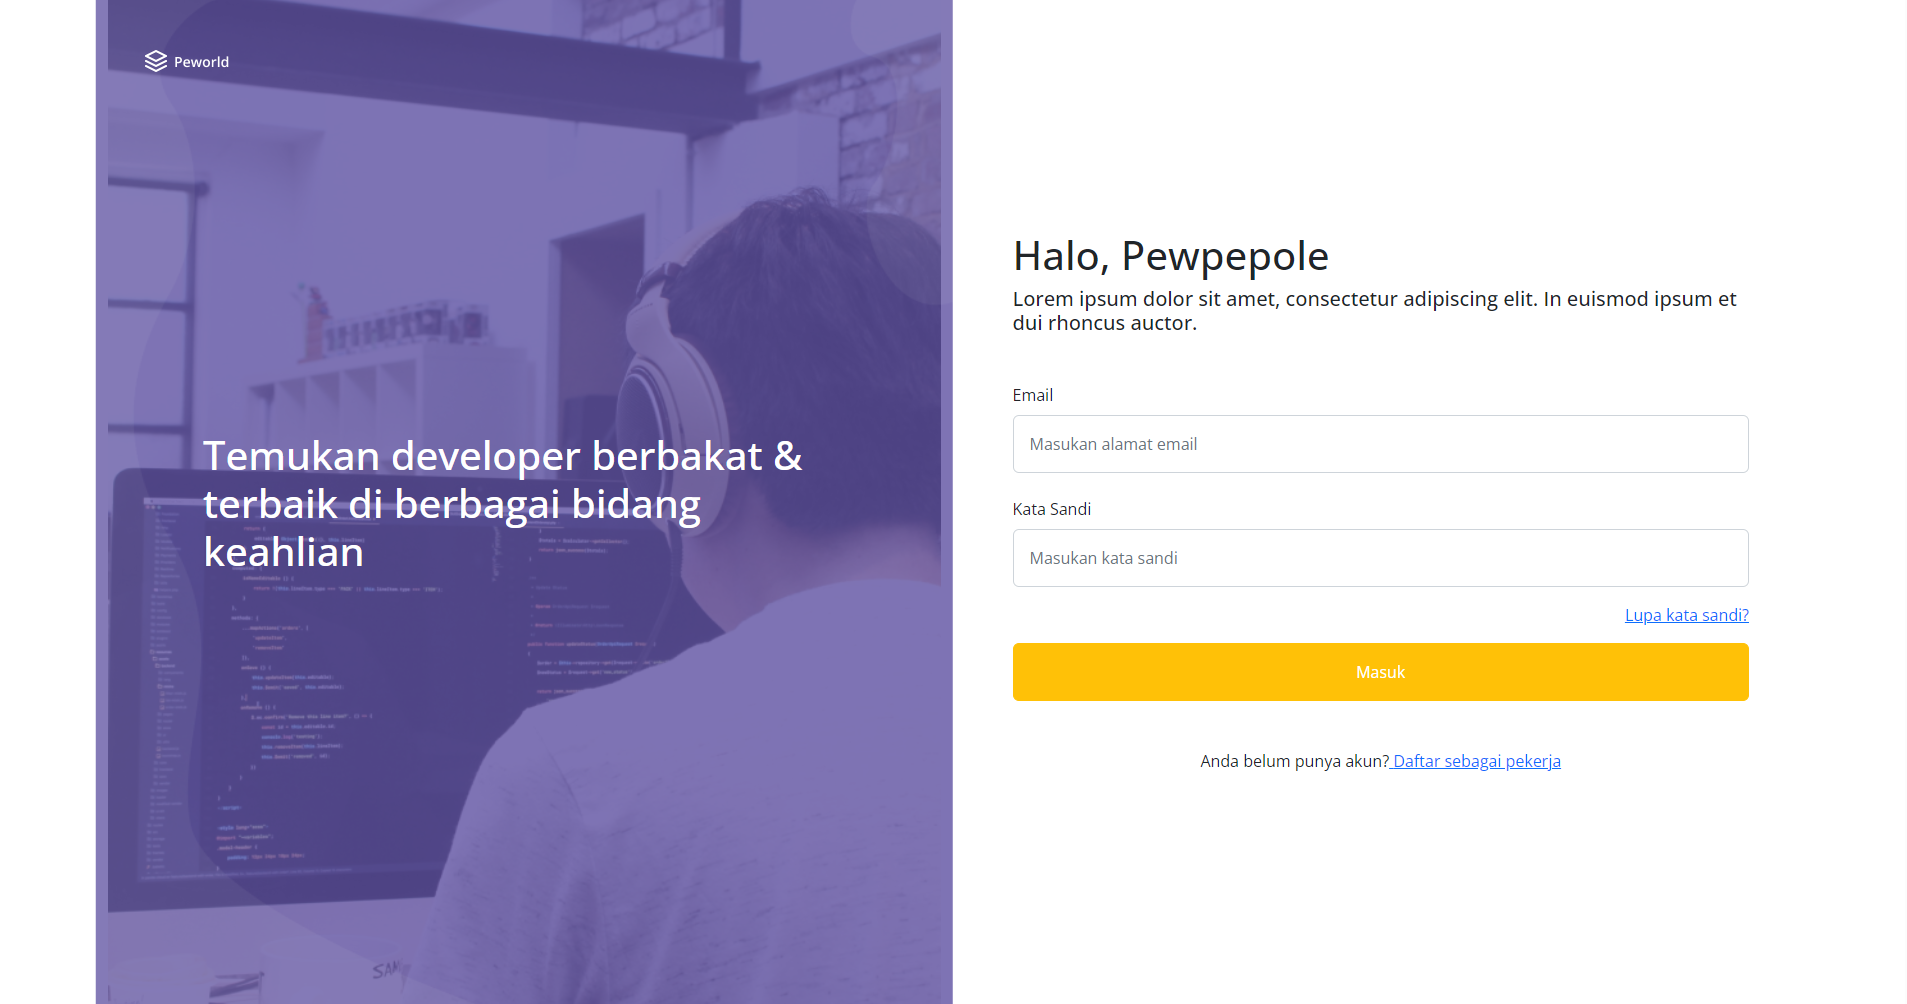 Peworld
Temukan developer berbakat &
terbaik di berbagai bidang
keahlian
Halo, Pewpepole
Lorem ipsum dolor sit amet, consectetur adipiscing elit. In euismod ipsum et
dui rhoncus auctor.
Email
Masukan alamat email
Kata Sandi
Masukan kata sandi
Lupa kata sandi?
Masuk
Anda belum punya akun? Daftar sebagai pekerja